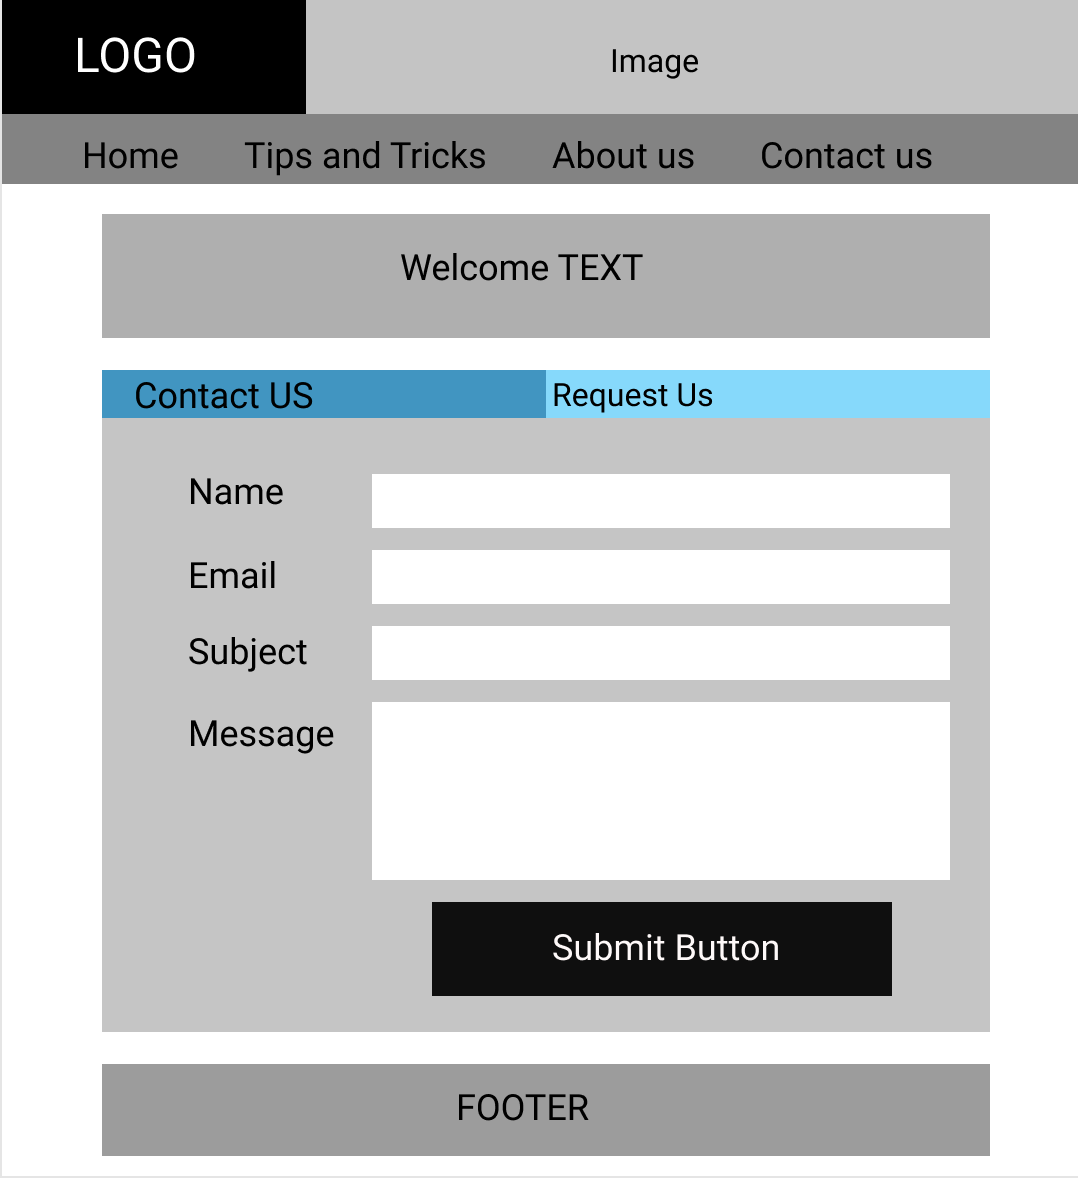 LOGO
Image
Home Tips and Tricks About us Contact us
Welcome TEXT
Contact US Request Us
Name
Email
Subject
Message
Submit Button
FOOTER